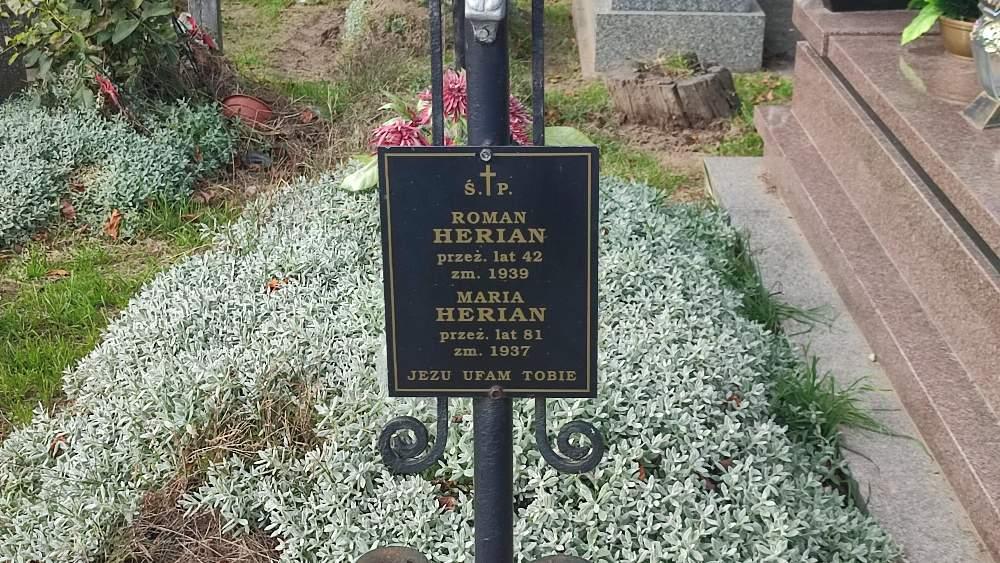 Ś. † P.
ROMAN
HERIAN
przeż. lat 42
zm. 1939
MARIA
HERIAN
przeż. lat 81
zm. 1937
JEZU UFAM TOBIE